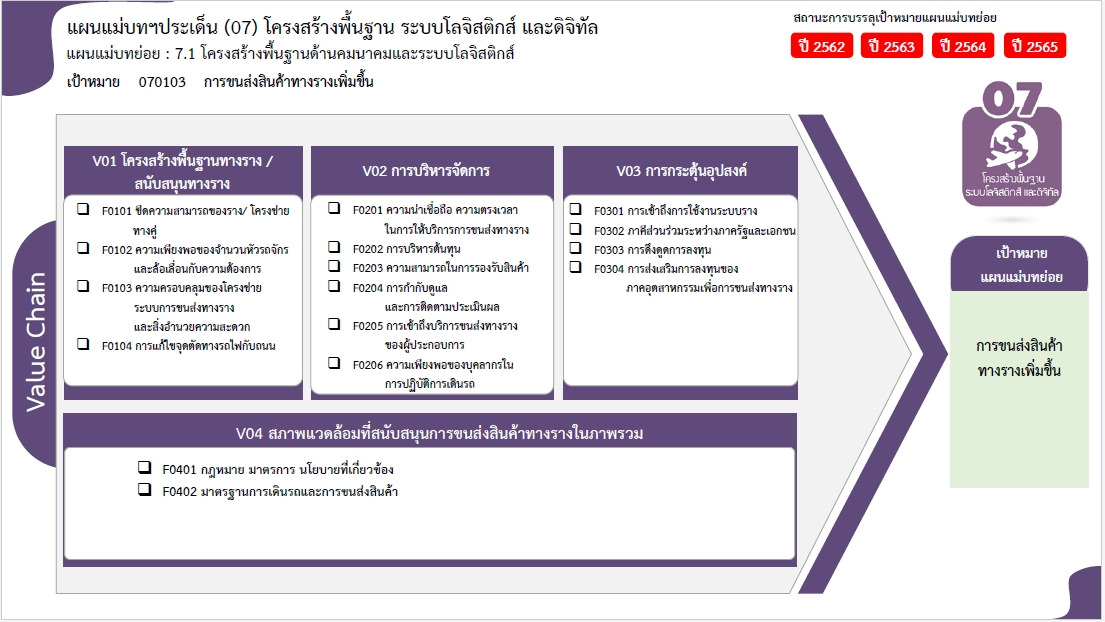 แผนแม่บทฯประเด็น (07) โครงสร้างพื้นฐาน ระบบโลจิสติกส์ และดิจิทัล
แผนแม่บทย่อย : 7.1 โครงสร้างพื้นฐานด้านคมนาคมและระบบโลจิสติกส์
เป้าหมาย 070103 การขนส่งสินค้าทางรางเพิ่มขึ้น
สถานะการบรรลุเป้าหมายแผนแม่บทย่อย
ปี 2562 ปี 2563 ปี 2564 ปี 2565
07
โครงสร้างพื้นฐาน
ระบบโลจิสติกส์ และดิจิทัล
Value Chain
V01 โครงสร้างพื้นฐานทางราง /
สนับสนุนทางราง
F0101 ขีดความสามารถของราง/ โครงข่าย
ทางคู่
F0102 ความเพียงพอของจำนวนหัวรถจักร
และล้อเลื่อนกับความต้องการ
F0103 ความครอบคลุมของโครงข่าย
ระบบการขนส่งทางราง
และสิ่งอำนวยความสะดวก
F0104 การแก้ไขจุดตัดทางรถไฟกับถนน
V02 การบริหารจัดการ
F0201 ความน่าเชื่อถือ ความตรงเวลา
ในการให้บริการการขนส่งทางราง
F0202 การบริหารต้นทุน
F0203 ความสามารถในการรองรับสินค้า
F0204 การกำกับดูแล
และการติดตามประเมินผล
F0205 การเข้าถึงบริการขนส่งทางราง
ของผู้ประกอบการ
F0206 ความเพียงพอของบุคลากรใน
การปฏิบัติการเดินรถ
V03 การกระตุ้นอุปสงค์
F0301 การเข้าถึงการใช้งานระบบราง
F0302 ภาคีส่วนร่วมระหว่างภาครัฐและเอกชน
F0303 การดึงดูดการลงทุน
F0304 การส่งเสริมการลงทุนของ
ภาคอุตสาหกรรมเพื่อการขนส่งทางราง
V04 สภาพแวดล้อมที่สนับสนุนการขนส่งสินค้าทางรางในภาพรวม
F0401 กฎหมาย มาตรการ นโยบายที่เกี่ยวข้อง
F0402 มาตรฐานการเดินรถและการขนส่งสินค้า
เป้าหมาย
แผนแม่บทย่อย
การขนส่งสินค้า
ทางรางเพิ่มขึ้น